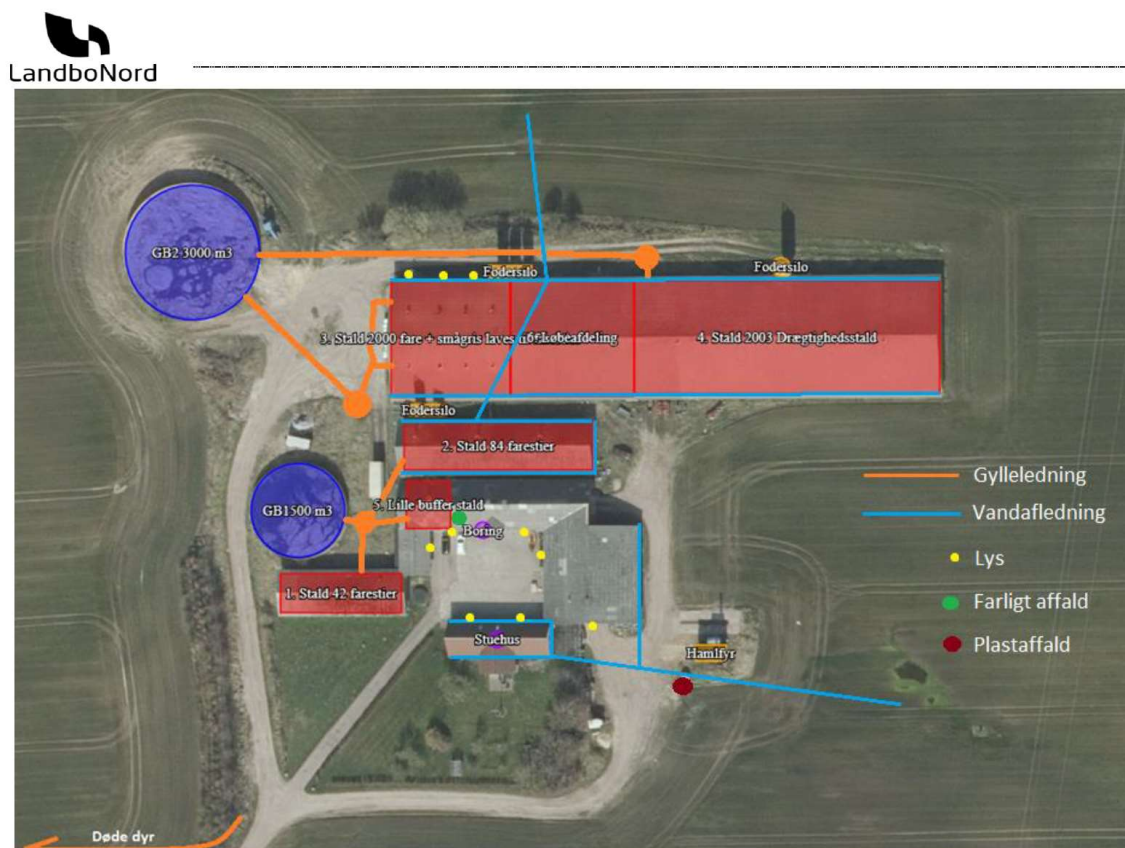 LandboNord
GB2 3000 m3
Fodersilo
Fodersilo
3. Stald 2000 fare + smågris laves
løbeafdeling
4. Stald 2003 Drægtighedsstald
Fodersilo
2. Stald 84 farestier
Gylleledning
5. Lille buffer stald
GB1500 m3
Vandafledning
Boring
Lys
1. Stald 42 farestier
Farligt affald
Stuehus
Plastaffald
Hamlfyr
Døde dyr